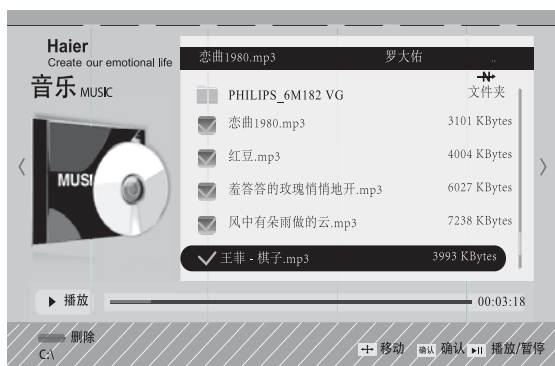 Haier
Create our emotional life
音乐 MUSIC
恋曲1980.mp3 罗大佑 ..
N
PHILIPS_6M182 VG 文件夹
恋曲1980.mp3 3101 KBytes
红豆.mp3 4004 KBytes
羞答答的玫瑰悄悄地开.mp3 6027 KBytes
风中有朵雨做的云.mp3 7238 KBytes
王菲 - 棋子.mp3 3993 KBytes
MUSI
播放 00:03:18
删除
C:\
移动 确认 确认 播放/暂停